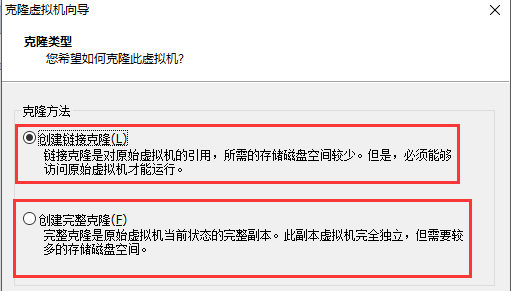 克隆虚拟机向导
克隆类型
您希望如何克隆此虚拟机?
克隆方法
创建链接克隆(L)
链接克隆是对原始虚拟机的引用，所需的存储磁盘空间较少。但是，必须能够
访问原始虚拟机才能运行。
创建完整克隆(F)
完整克隆是原始虚拟机当前状态的完整副本。此副本虚拟机完全独立，但需要较
多的存储磁盘空间。